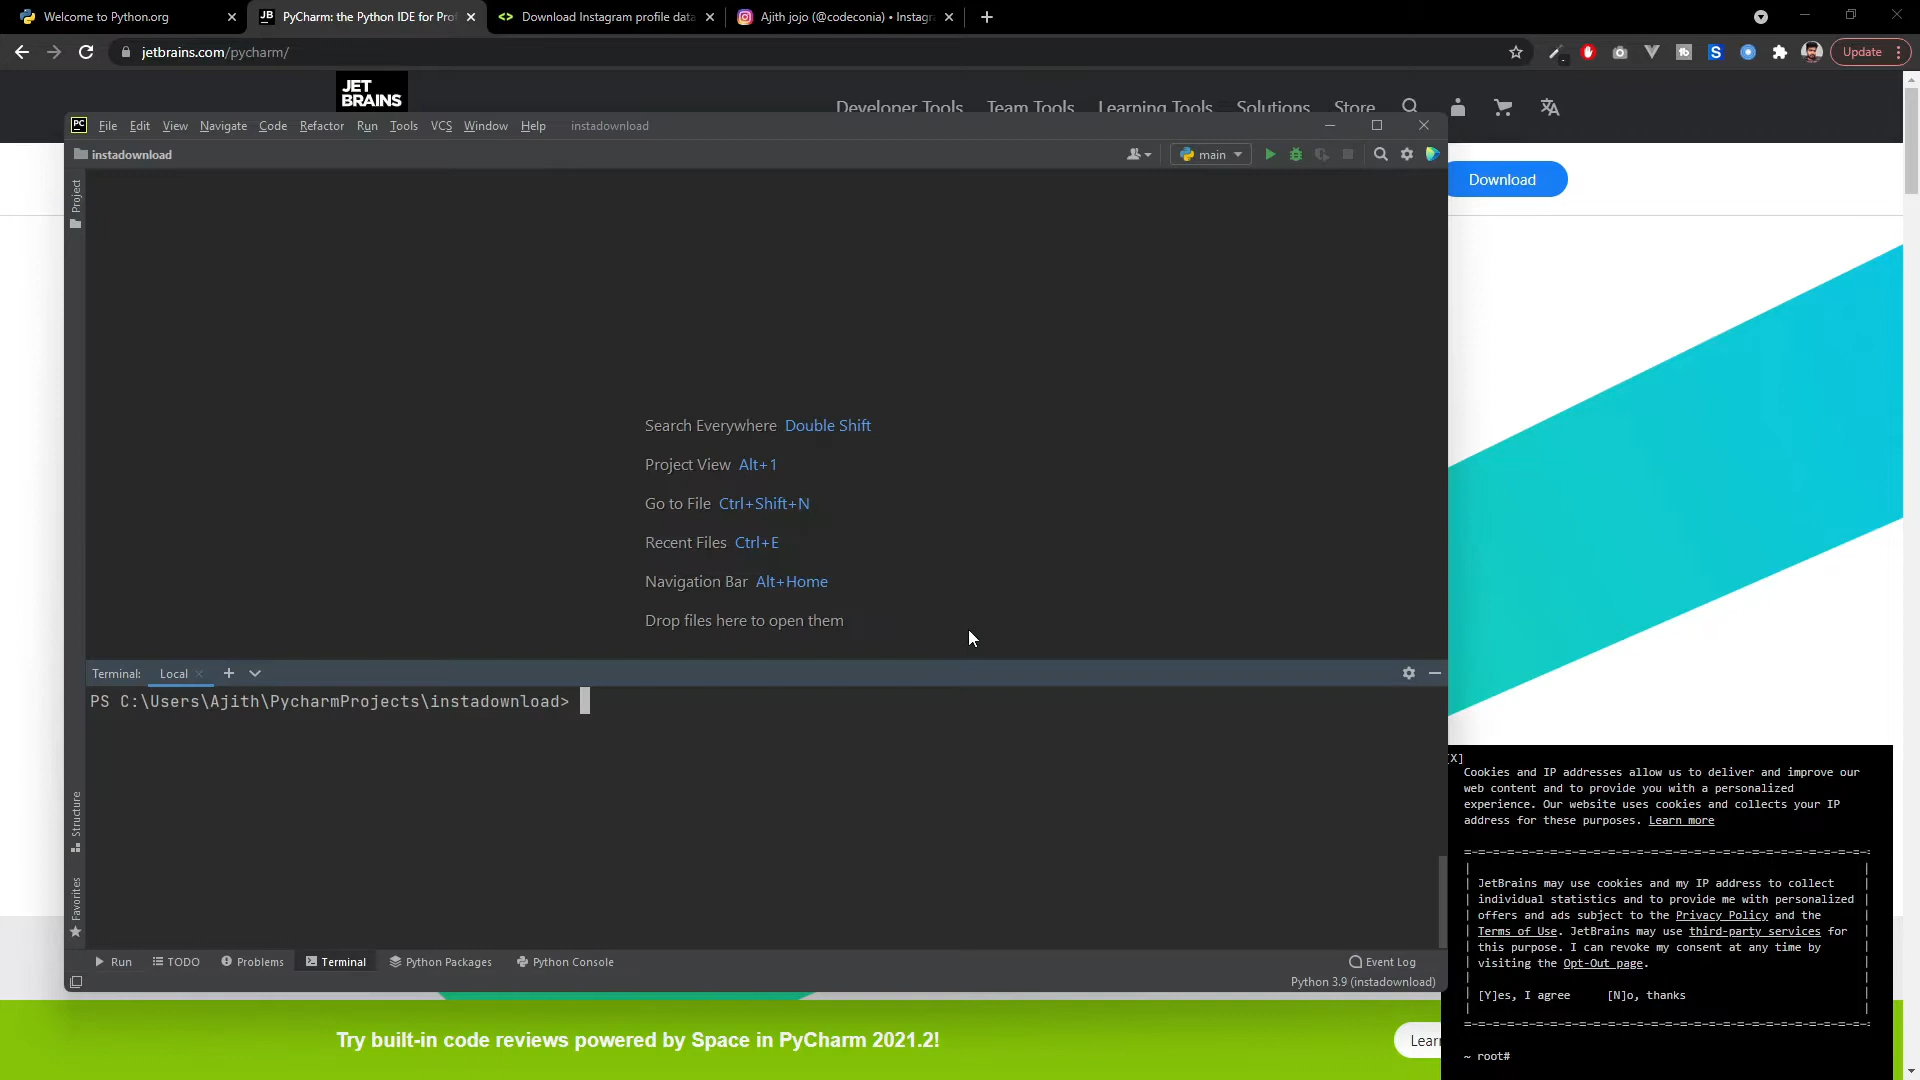 Welcome to Python.org
JB PyCharm: the Python IDE for Prof
<> Download Instagram profile data
Ajith jojo (@codeconia) • Instagra
jetbrains.com/pycharm/
Update
JET
BRAINS
Developer Tools Team Tools Learning Tools Solutions Store
PC File Edit View Navigate Code Refactor Run Tools VCS Window Help instadownload
instadownload
main
Download
Project
Search Everywhere Double Shift
Project View Alt+1
Go to File Ctrl+Shift+N
Recent Files Ctrl+E
Navigation Bar Alt+Home
Drop files here to open them
Terminal: Local
PS C:\Users\Ajith\PycharmProjects\instadownload>
Structure
Favorites
Run TODO Problems Terminal Python Packages Python Console Event Log
Python 3.9 (instadownload)
[X]
Cookies and IP addresses allow us to deliver and improve our
web content and to provide you with a personalized
experience. Our website uses cookies and collects your IP
address for these purposes. Learn more
JetBrains may use cookies and my IP address to collect
individual statistics and to provide me with personalized
offers and ads subject to the Privacy Policy and the
Terms of Use. JetBrains may use third-party services for
this purpose. I can revoke my consent at any time by
visiting the Opt-Out page.
[Y]es, I agree [N]o, thanks
~ root#
Try built-in code reviews powered by Space in PyCharm 2021.2!
Lear